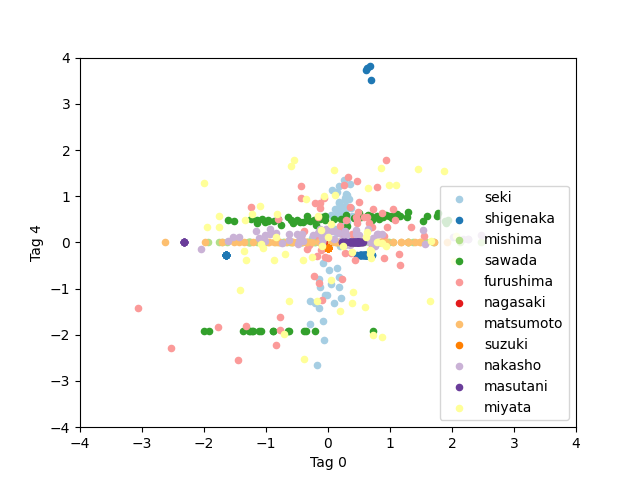 4
3
2
1
0
−1
−2
−3
−4
Tag 4
−4
−3
−2
−1
0
1
2
3
4
Tag 0
seki
shigenaka
mishima
sawada
furushima
nagasaki
matsumoto
suzuki
nakasho
masutani
miyata